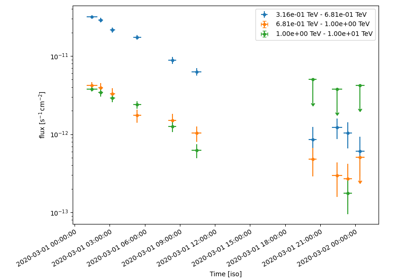 3.16e-01 TeV - 6.81e-01 TeV
6.81e-01 TeV - 1.00e+00 TeV
1.00e+00 TeV - 1.00e+01 TeV
flux [s⁻¹ cm⁻²]
10⁻¹¹
10⁻¹²
10⁻¹³
2020-03-01 00:00:00
2020-03-01 03:00:00
2020-03-01 06:00:00
2020-03-01 09:00:00
2020-03-01 12:00:00
2020-03-01 15:00:00
2020-03-01 18:00:00
2020-03-01 21:00:00
2020-03-02 00:00:00
Time [iso]